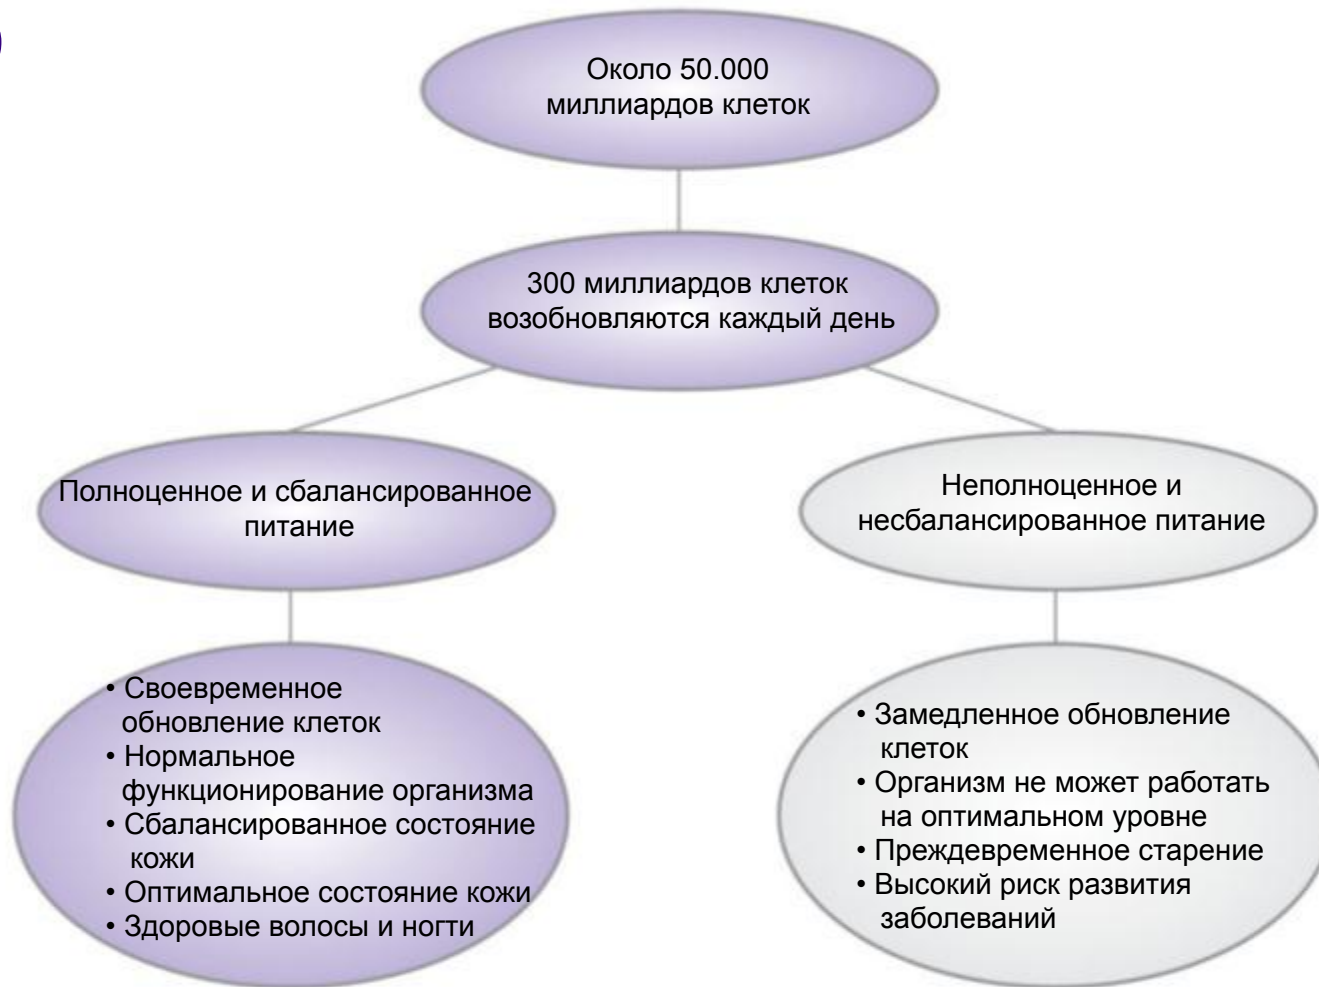 Около 50.000
миллиардов клеток
300 миллиардов клеток
возобновляются каждый день
Полноценное и сбалансированное
питание
Неполноценное и
несбалансированное питание
• Своевременное
обновление клеток
• Нормальное
функционирование организма
• Сбалансированное состояние
кожи
• Оптимальное состояние кожи
• Здоровые волосы и ногти
• Замедленное обновление
клеток
• Организм не может работать
на оптимальном уровне
• Преждевременное старение
• Высокий риск развития
заболеваний